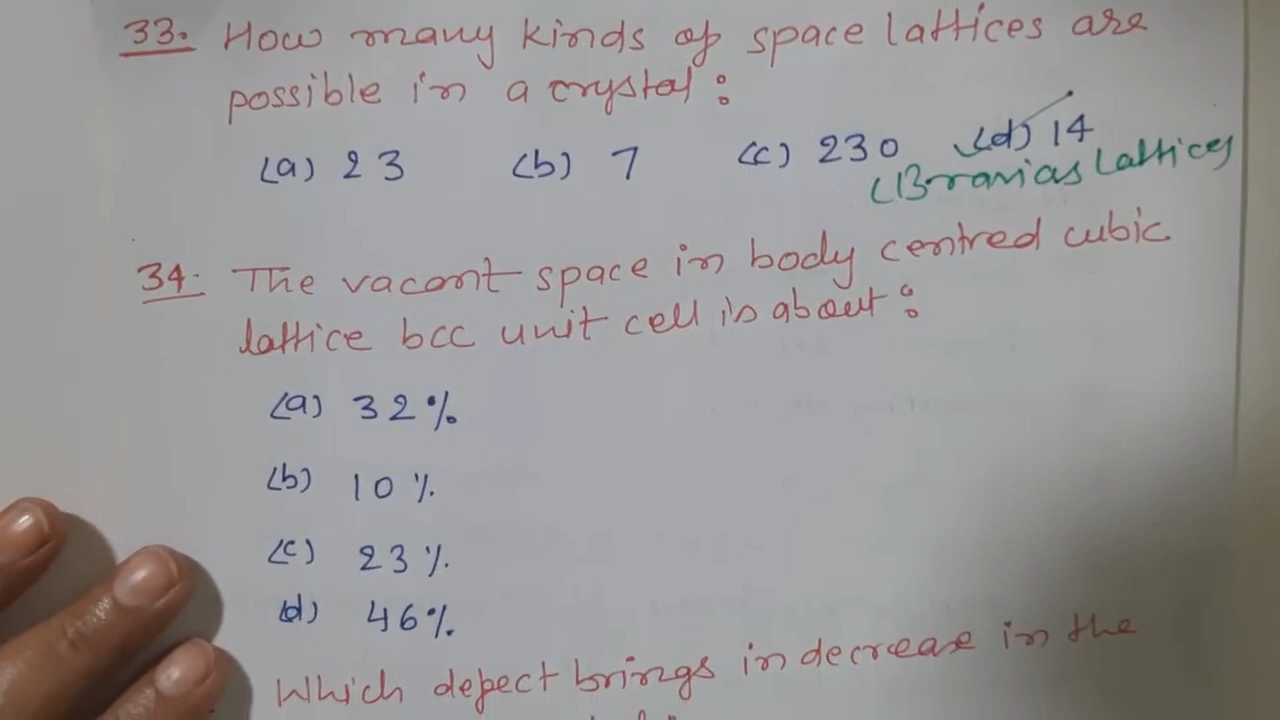 33. How many kinds of space lattices are
possible in a crystal :
(a) 23 (b) 7 (c) 230 (d) 14
(Bravias Lattices
34. The vacant space in body centred cubic
lattice bcc unit cell is about :
(a) 32%
(b) 10%
(c) 23%
(d) 46%
Which defect brings in decrease in the